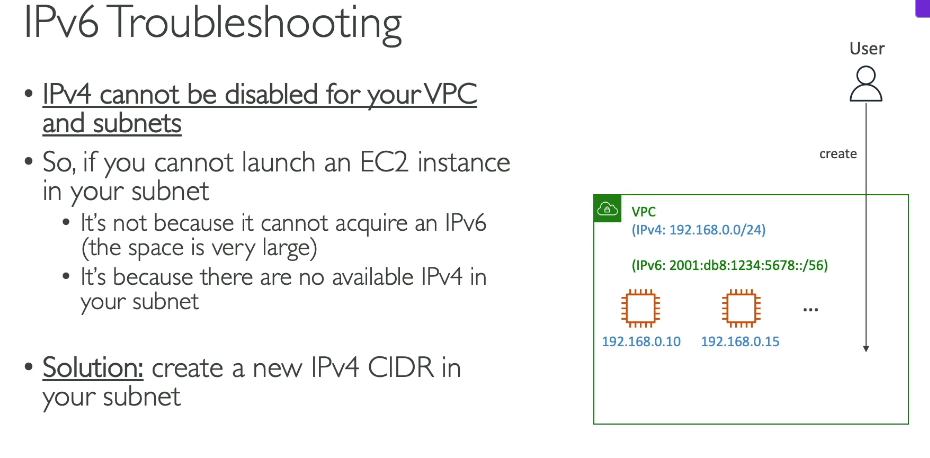 IPv6 Troubleshooting
• IPv4 cannot be disabled for your VPC
and subnets
• So, if you cannot launch an EC2 instance
in your subnet
• It's not because it cannot acquire an IPv6
(the space is very large)
• It's because there are no available IPv4 in
your subnet
• Solution: create a new IPv4 CIDR in
your subnet
User
create
VPC
(IPv4: 192.168.0.0/24)
(IPv6: 2001:db8:1234:5678::/56)
...
192.168.0.10 192.168.0.15